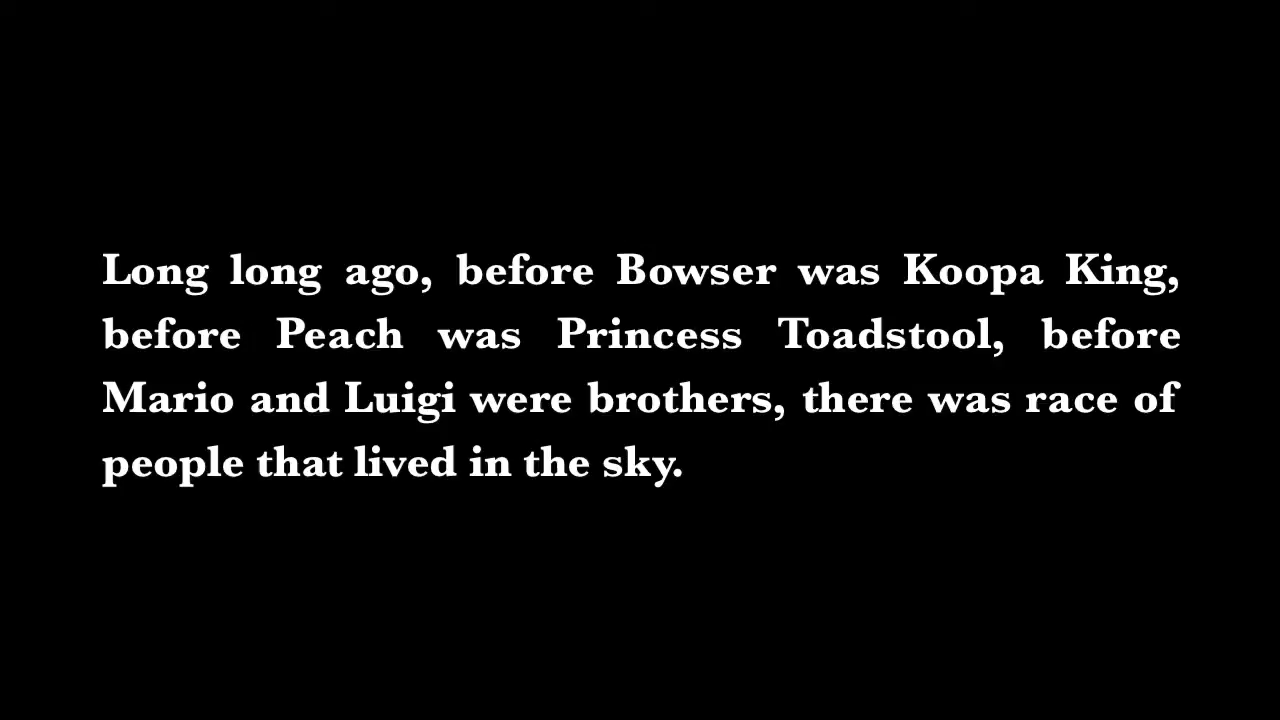 Long long ago, before Bowser was Koopa King,
before Peach was Princess Toadstool, before
Mario and Luigi were brothers, there was race of
people that lived in the sky.